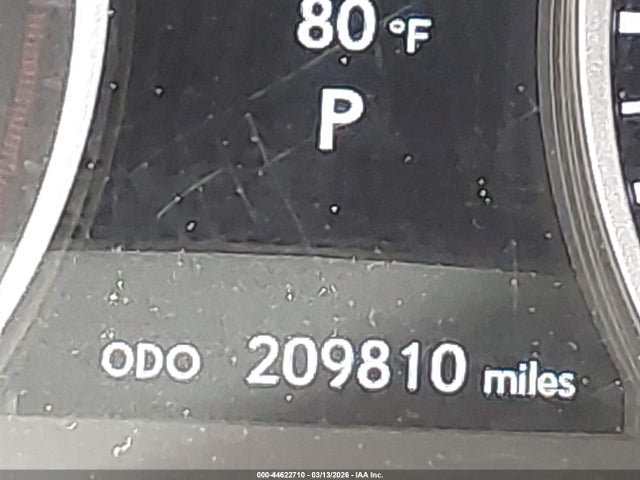 80 °F
P
ODO 209810 miles
000-44622710 - 03/13/2026 - IAA Inc.